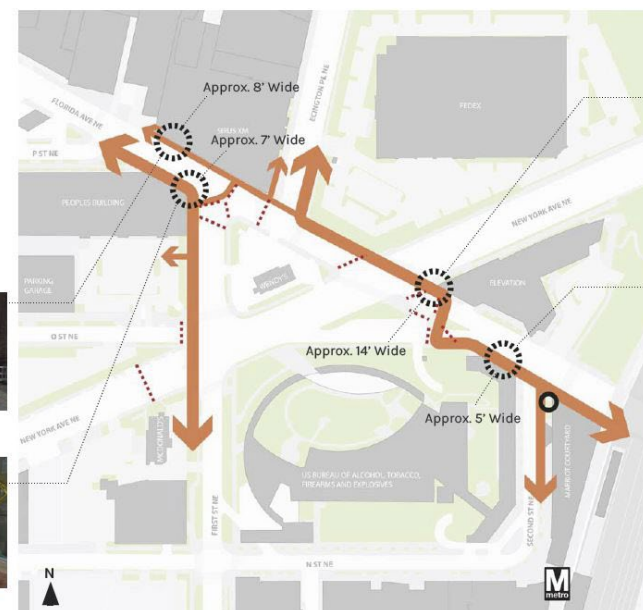 Approx. 8' Wide
FLORIDA AVE NE
ECKINGTON PL NE
FEDEX
P ST NE
Approx. 7' Wide
PEOPLES BUILDING
NEW YORK AVE NE
PARKING
GARAGE
WENDY'S
ELEVATION
O ST NE
Approx. 14' Wide
Approx. 5' Wide
NEW YORK AVE NE
MCDONALD'S
US BUREAU OF ALCOHOL, TOBACCO,
FIREARMS AND EXPLOSIVES
MARRIOT COURTYARD
FIRST ST NE
SECOND ST NE
N ST NE
N
M
metro